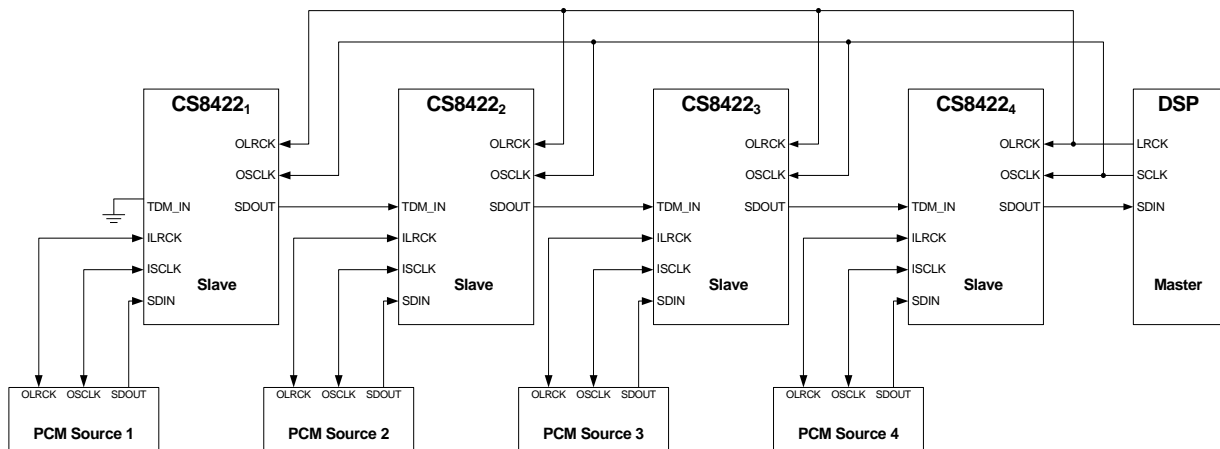 CS8422₁
OLRCK
OSCLK
TDM_IN
SDOUT
ILRCK
ISCLK
Slave
SDIN
CS8422₂
OLRCK
OSCLK
TDM_IN
SDOUT
ILRCK
ISCLK
Slave
SDIN
CS8422₃
OLRCK
OSCLK
TDM_IN
SDOUT
ILRCK
ISCLK
Slave
SDIN
CS8422₄
OLRCK
OSCLK
TDM_IN
SDOUT
ILRCK
ISCLK
Slave
SDIN
DSP
LRCK
SCLK
SDIN
Master
OLRCK OSCLK SDOUT
PCM Source 1
OLRCK OSCLK SDOUT
PCM Source 2
OLRCK OSCLK SDOUT
PCM Source 3
OLRCK OSCLK SDOUT
PCM Source 4